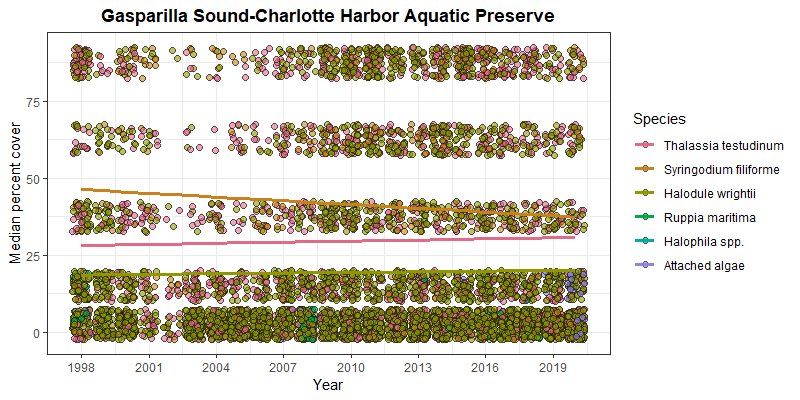 Gasparilla Sound-Charlotte Harbor Aquatic Preserve
Median percent cover
75
50
25
0
1998 2001 2004 2007 2010 2013 2016 2019
Year
Species
Thalassia testudinum
Syringodium filiforme
Halodule wrightii
Ruppia maritima
Halophila spp.
Attached algae